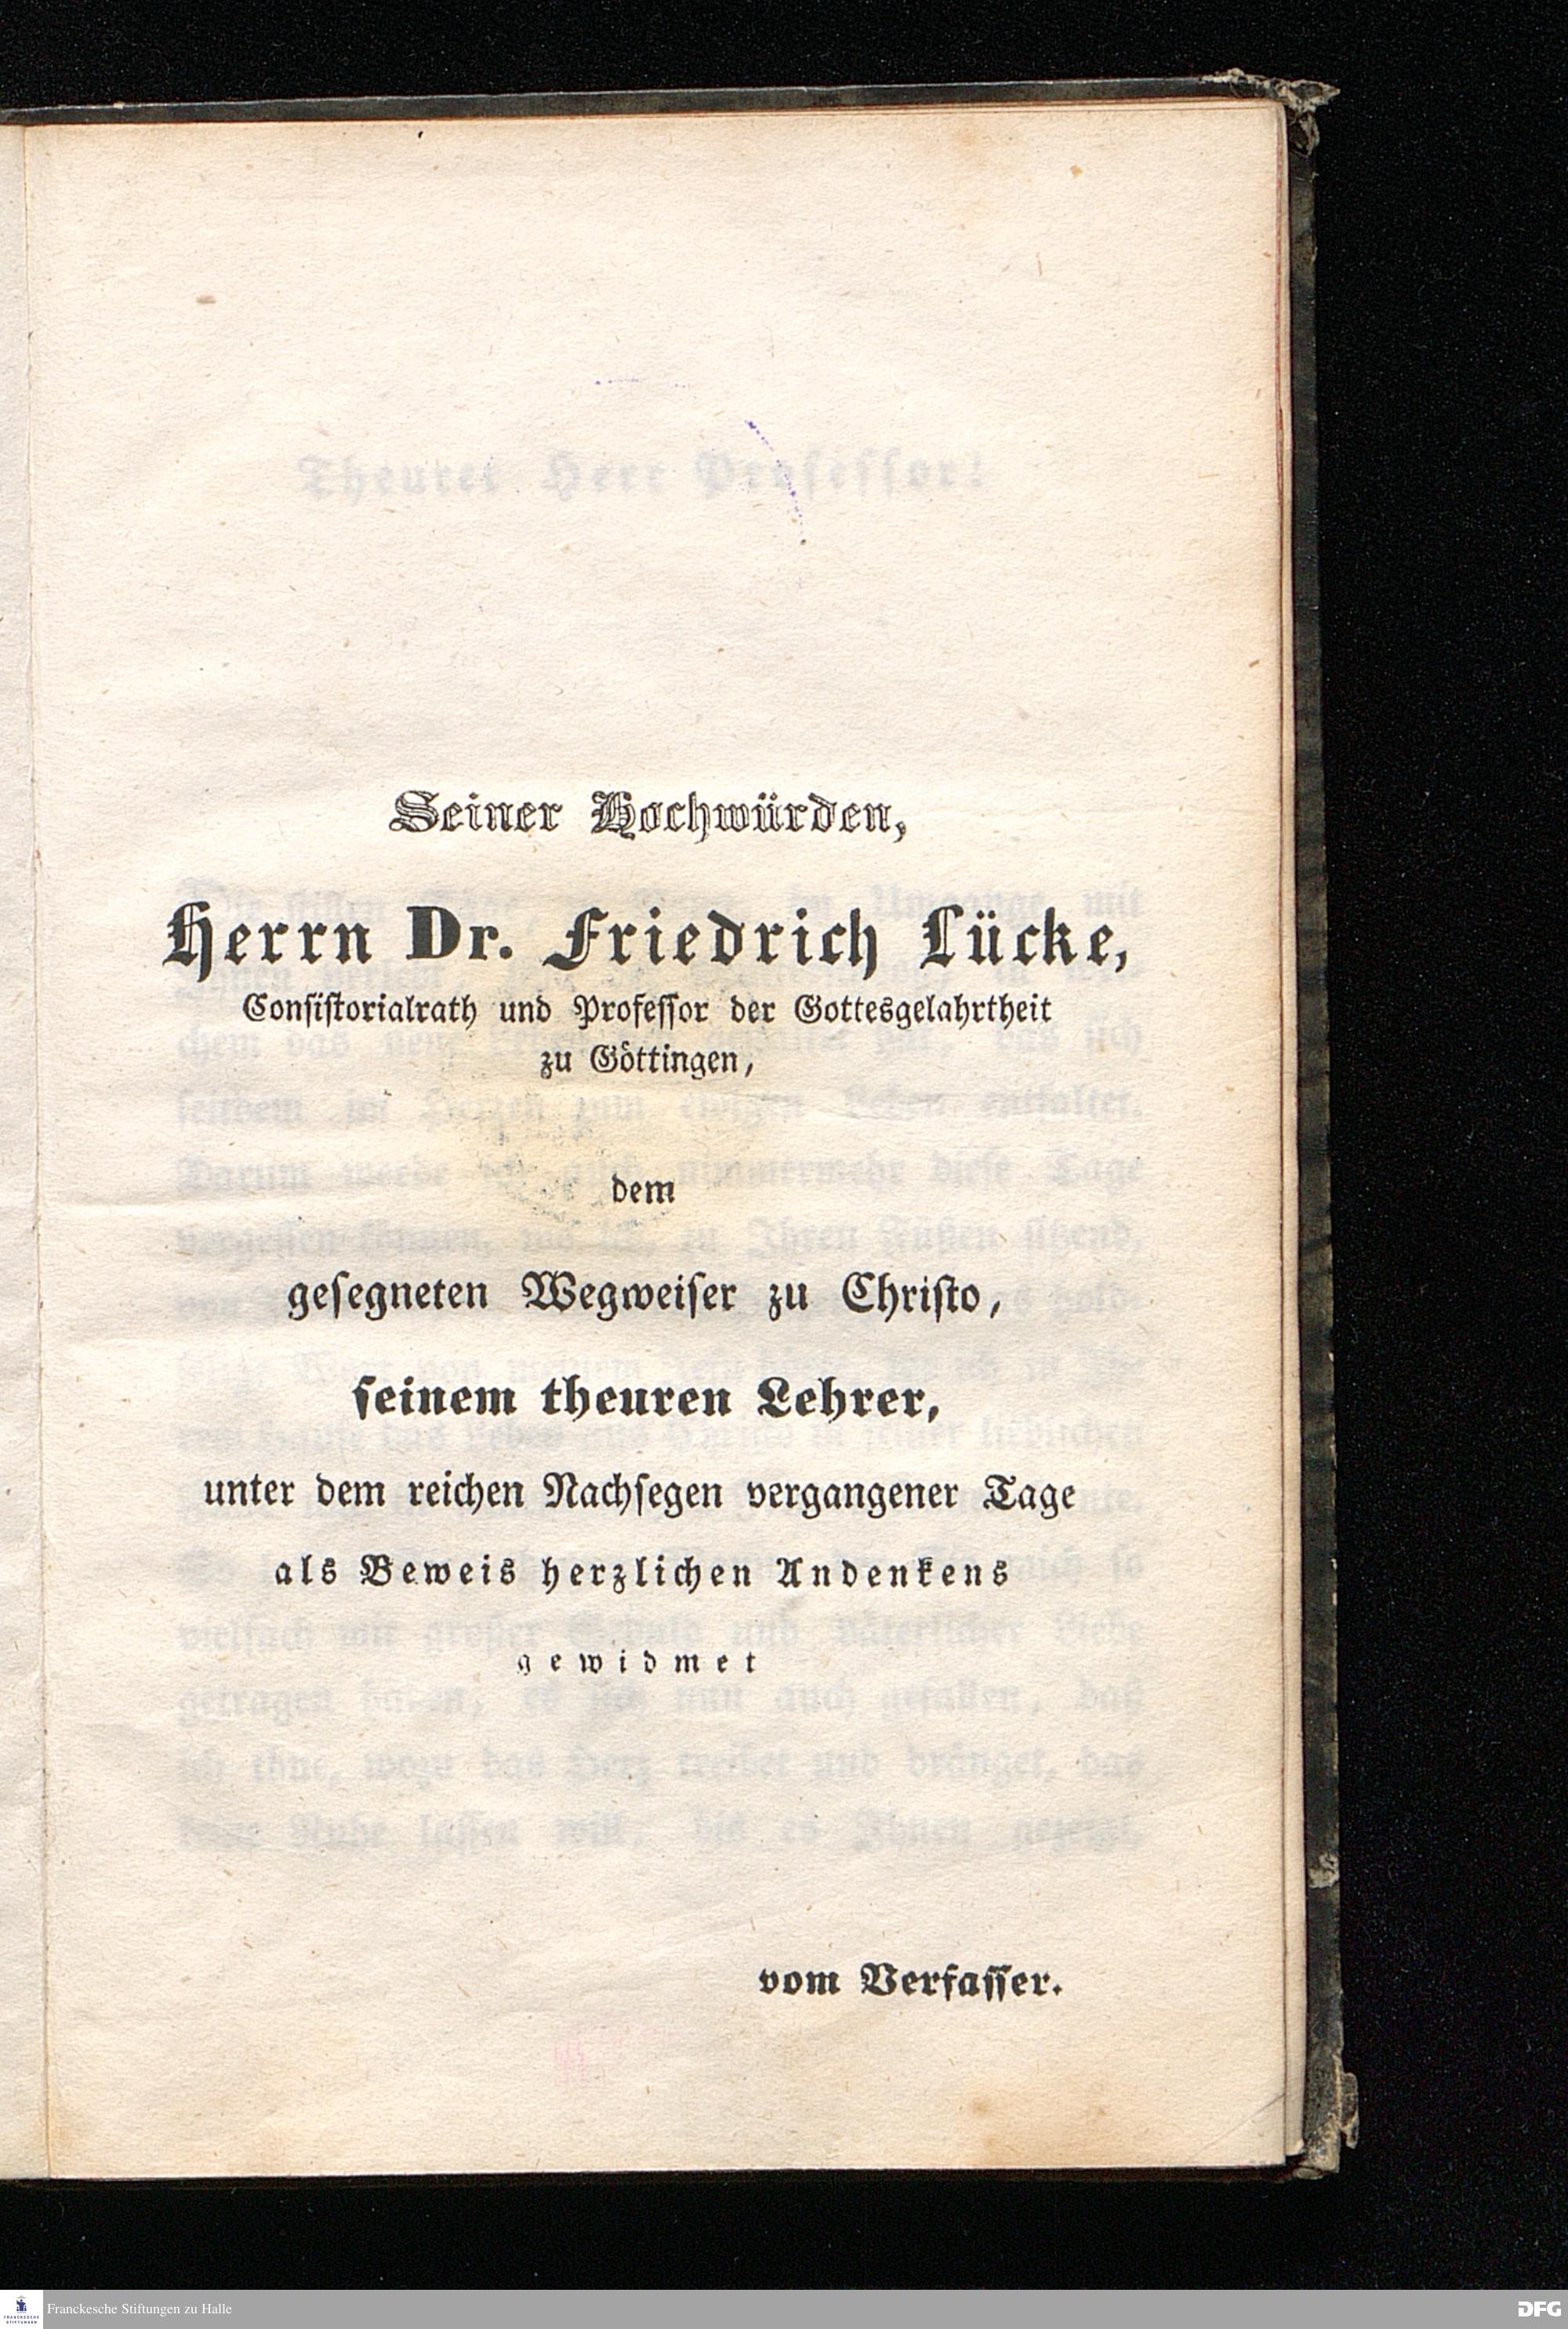 Seiner Hochwürden,
Herrn Dr. Friedrich Lücke,
Consistorialrath und Professor der Gottesgelahrtheit
zu Göttingen,
dem
gesegneten Wegweiser zu Christo,
seinem theuren Lehrer,
unter dem reichen Nachsegen vergangener Tage
als Beweis herzlichen Andenkens
gewidmet
vom Verfasser.
FRANCKESCHE
STIFTUNGEN
Franckesche Stiftungen zu Halle
DFG